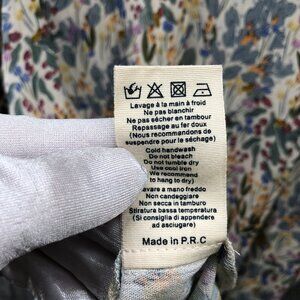 Lavage à la main à froid
Ne pas blanchir
Ne pas sécher en tambour
Repassage au fer doux
(Nous recommandons de
suspendre pour le séchage)
Cold handwash
Do not bleach
Do not tumble dry
Use cool iron
(We recommend
to hang to dry)
Lavare a mano freddo
Non candeggiare
Non secca in tamburo
Stiratura bassa temperatura
(Si consiglia di appendere
ad asciugare)
Made in P.R.C